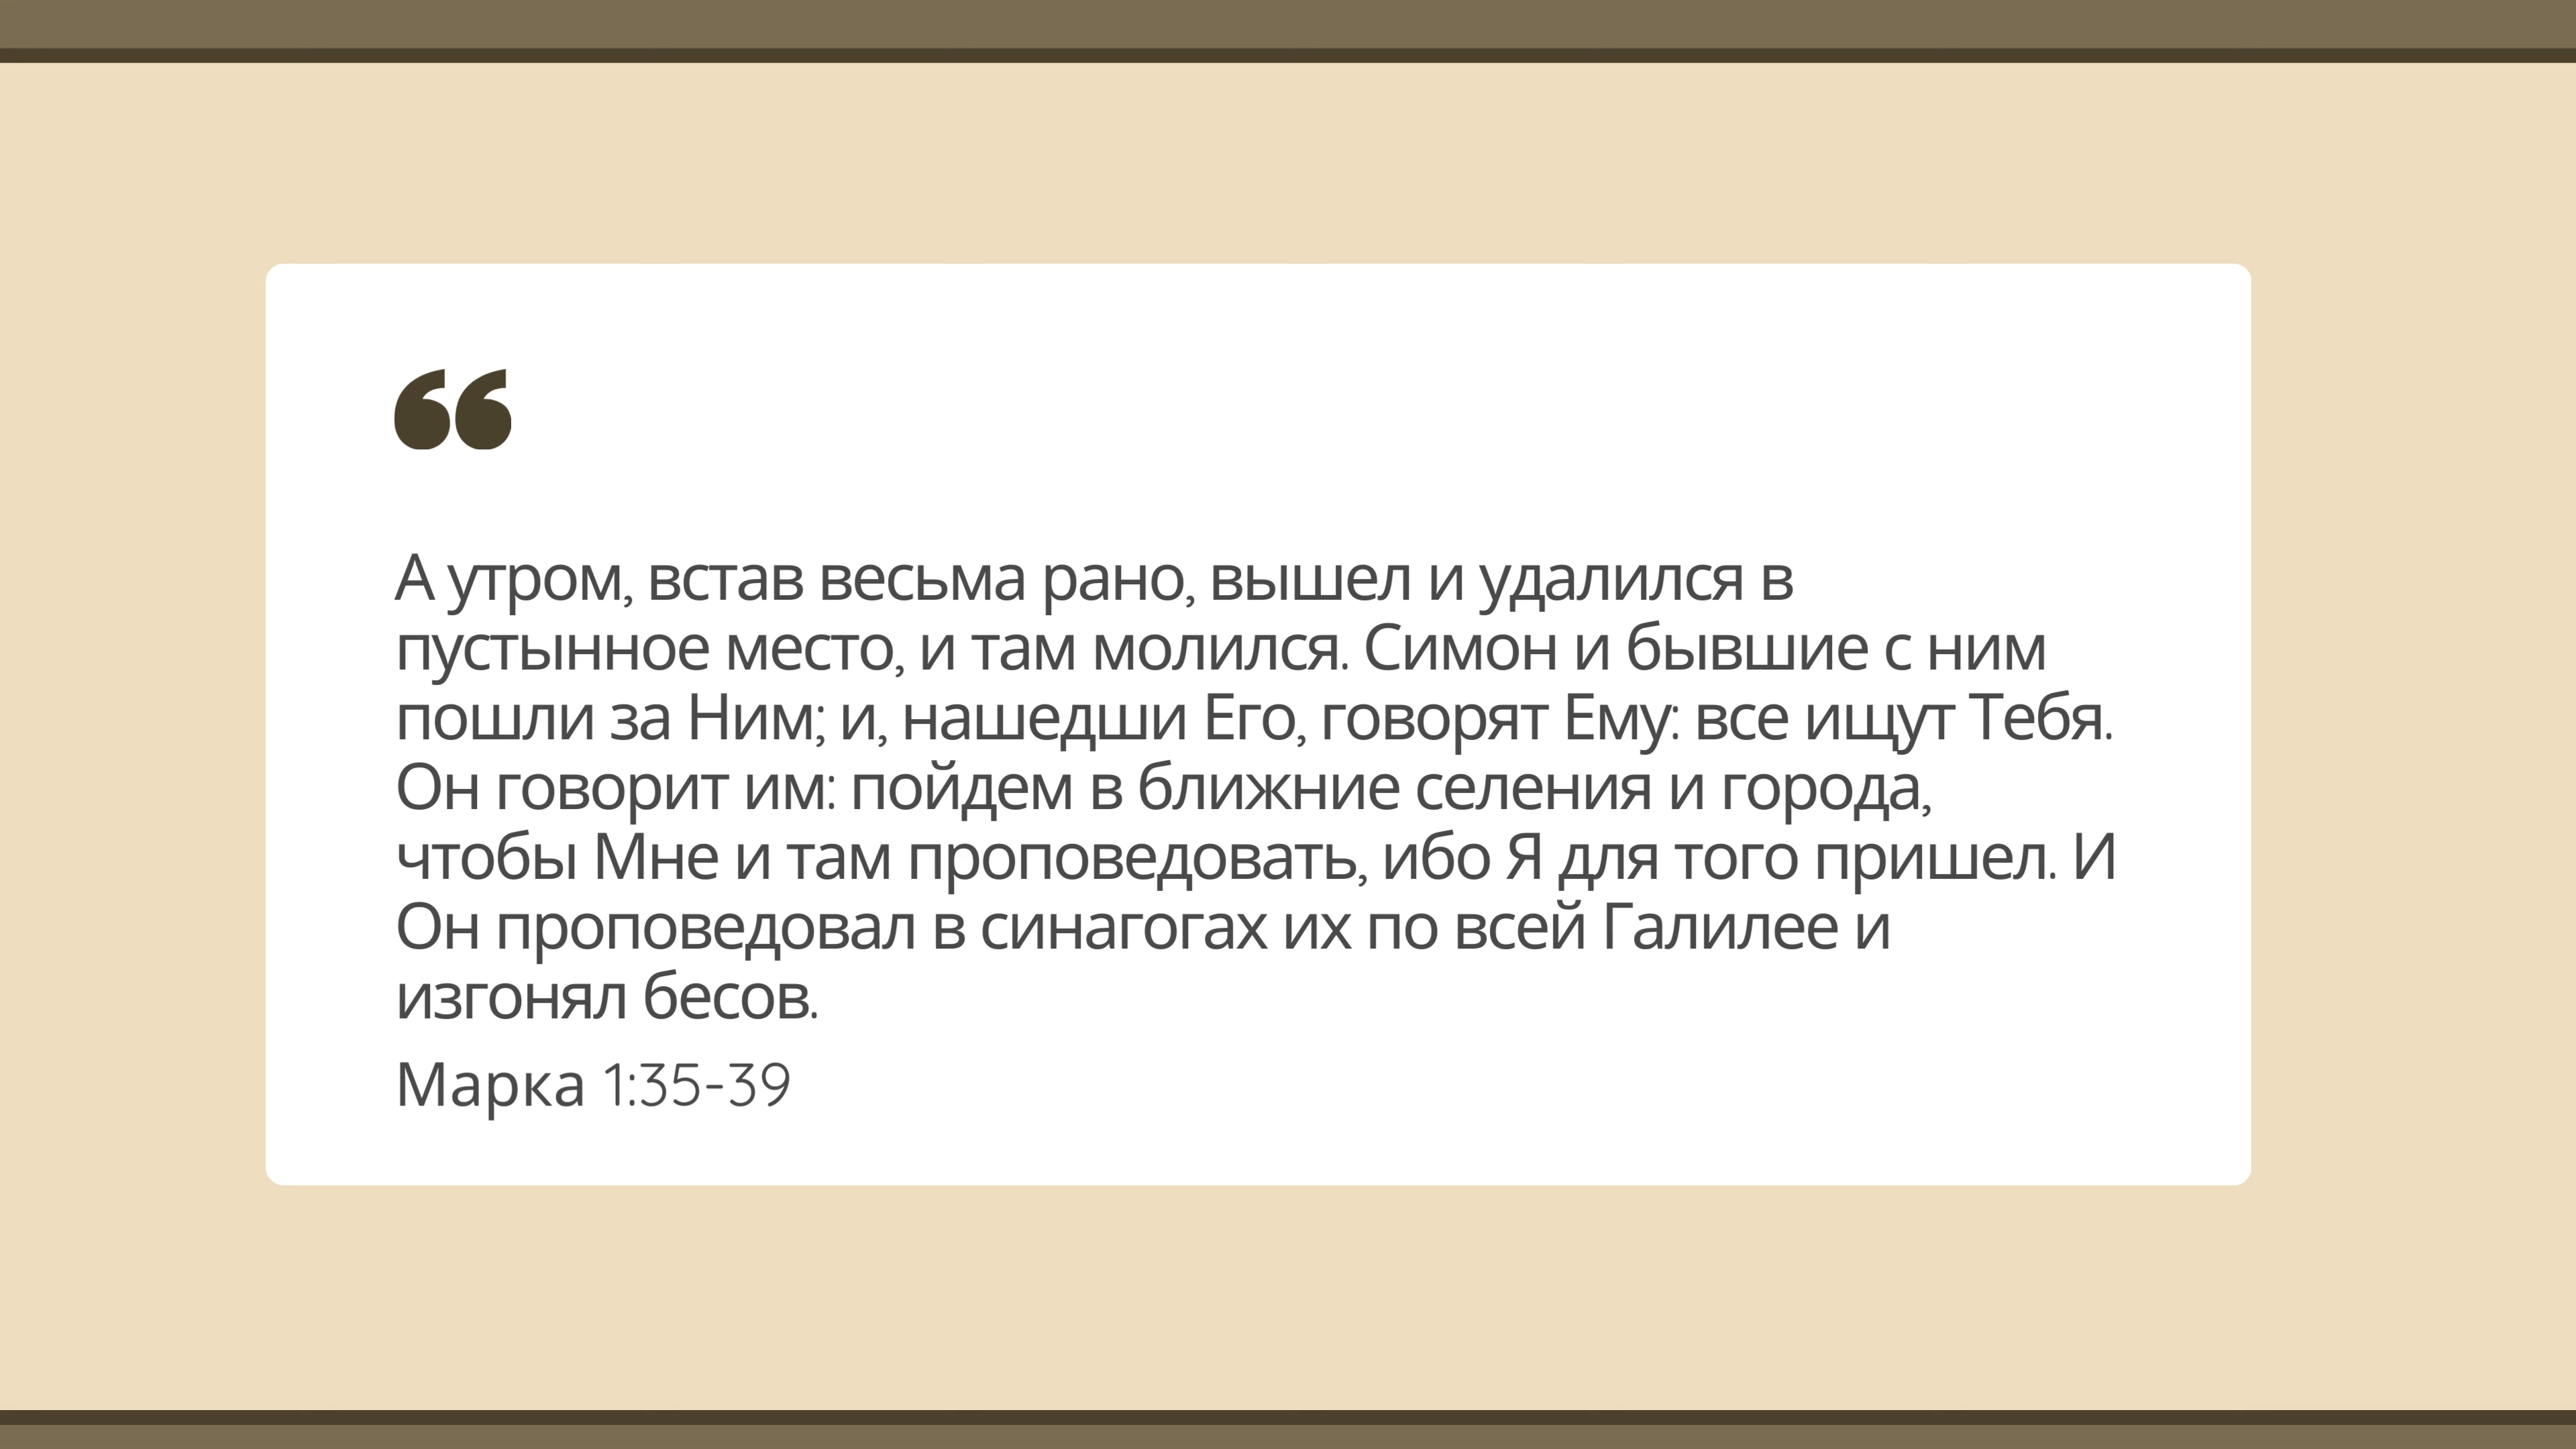 “
А утром, встав весьма рано, вышел и удалился в
пустынное место, и там молился. Симон и бывшие с ним
пошли за Ним; и, нашедши Его, говорят Ему: все ищут Тебя.
Он говорит им: пойдем в ближние селения и города,
чтобы Мне и там проповедовать, ибо Я для того пришел. И
Он проповедовал в синагогах их по всей Галилее и
изгонял бесов.
Марка 1:35-39